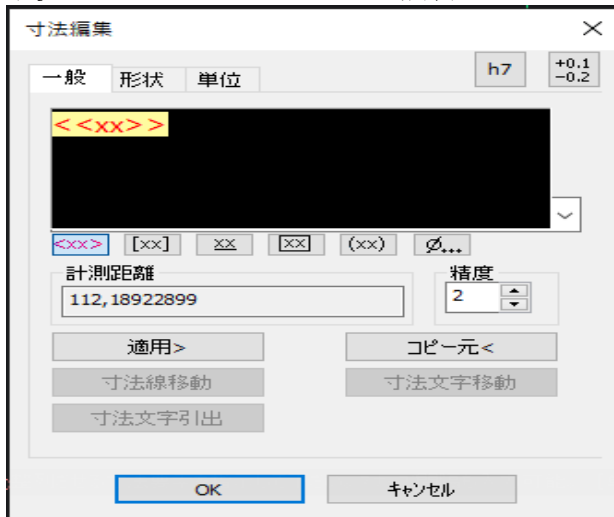 寸法編集
一般 形状 単位 h7 +0.1 -0.2
<<xx>>
<xx> [xx] xx xx (xx) Ø...
計測距離 精度
112,18922899 2
適用> コピー元<
寸法線移動 寸法文字移動
寸法文字引出
OK キャンセル